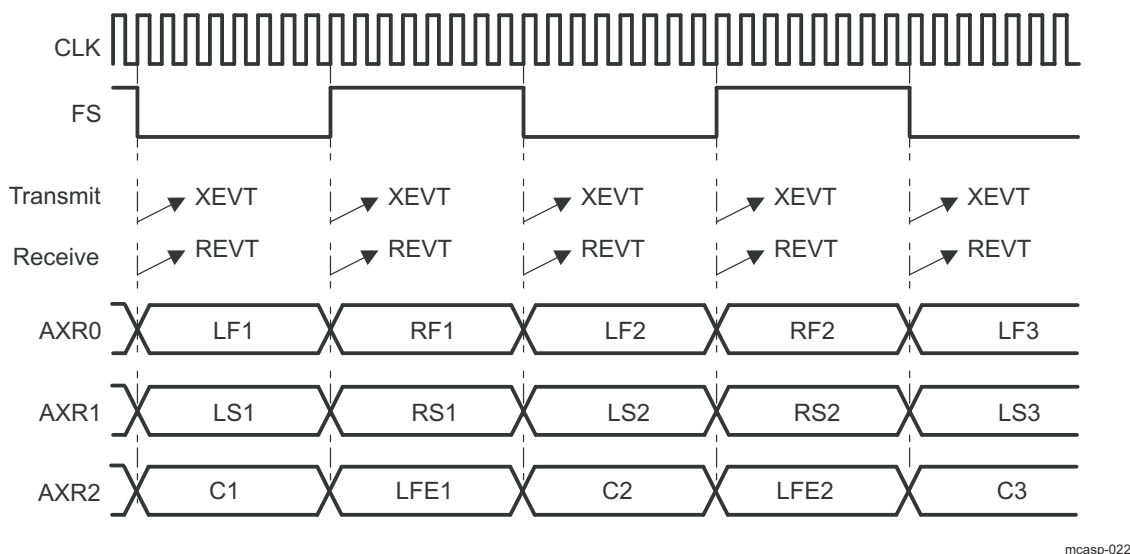 CLK
FS
Transmit XEVT XEVT XEVT XEVT XEVT
Receive REVT REVT REVT REVT REVT
AXR0 LF1 RF1 LF2 RF2 LF3
AXR1 LS1 RS1 LS2 RS2 LS3
AXR2 C1 LFE1 C2 LFE2 C3
mcasp-022